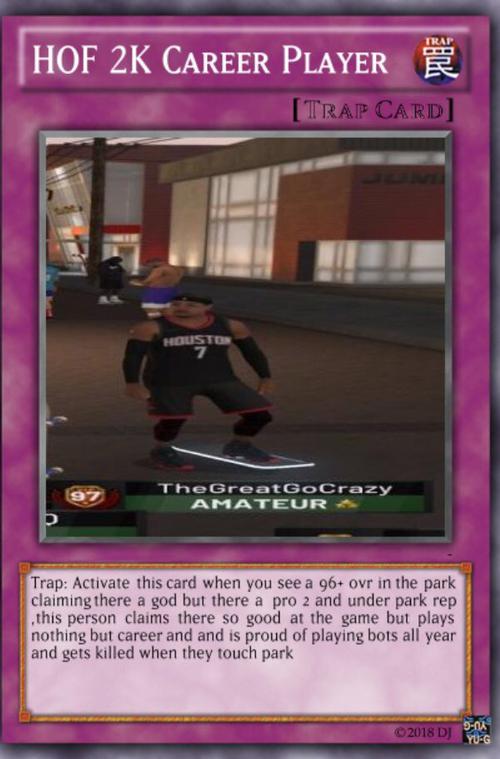 HOF 2K Career Player
TRAP
罠
[Trap Card]
JUM
HOUSTON
7
97
TheGreatGoCrazy
AMATEUR
Trap: Activate this card when you see a 96+ ovr in the park
claiming there a god but there a pro 2 and under park rep
,this person claims there so good at the game but plays
nothing but career and and is proud of playing bots all year
and gets killed when they touch park
©2018 DJ